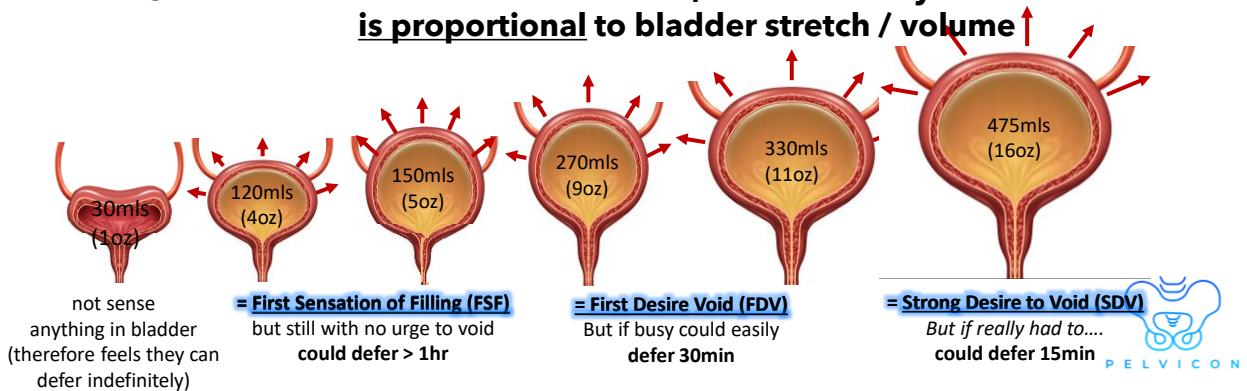 is proportional to bladder stretch / volume
30mls
(1oz)
120mls
(4oz)
150mls
(5oz)
270mls
(9oz)
330mls
(11oz)
475mls
(16oz)
not sense
anything in bladder
(therefore feels they can
defer indefinitely)
= First Sensation of Filling (FSF)
but still with no urge to void
could defer > 1hr
= First Desire Void (FDV)
But if busy could easily
defer 30min
= Strong Desire to Void (SDV)
But if really had to....
could defer 15min
PELVICON